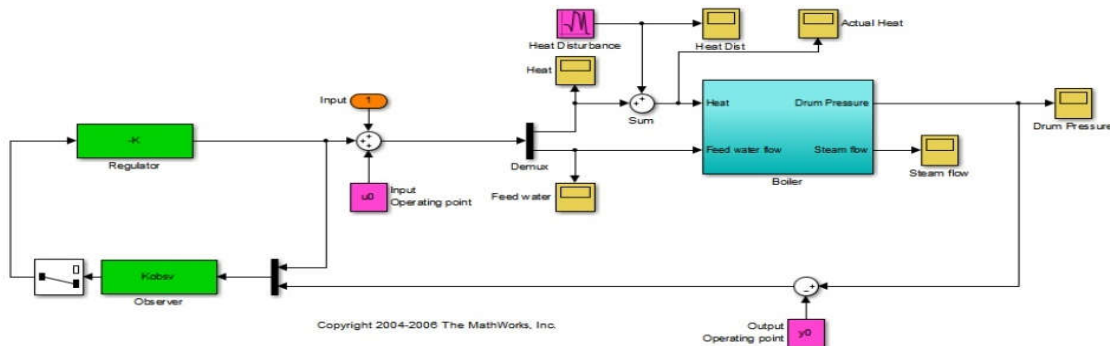 Heat Disturbance
Heat Dist
Actual Heat
Heat
Input
1
Sum
Heat
Drum Pressure
Feed water flow
Steam flow
Boiler
Drum Pressure
Steam flow
-K
Regulator
Demux
u0
Input
Operating point
Feed water
Kobsv
Observer
Output
Operating point
y0
Copyright 2004-2006 The MathWorks, Inc.